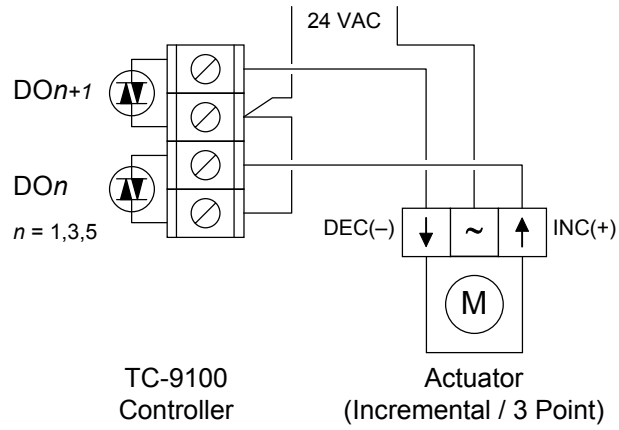 24 VAC
DOn+1
DOn
n = 1,3,5
DEC(–)
~
INC(+)
M
TC-9100
Controller
Actuator
(Incremental / 3 Point)